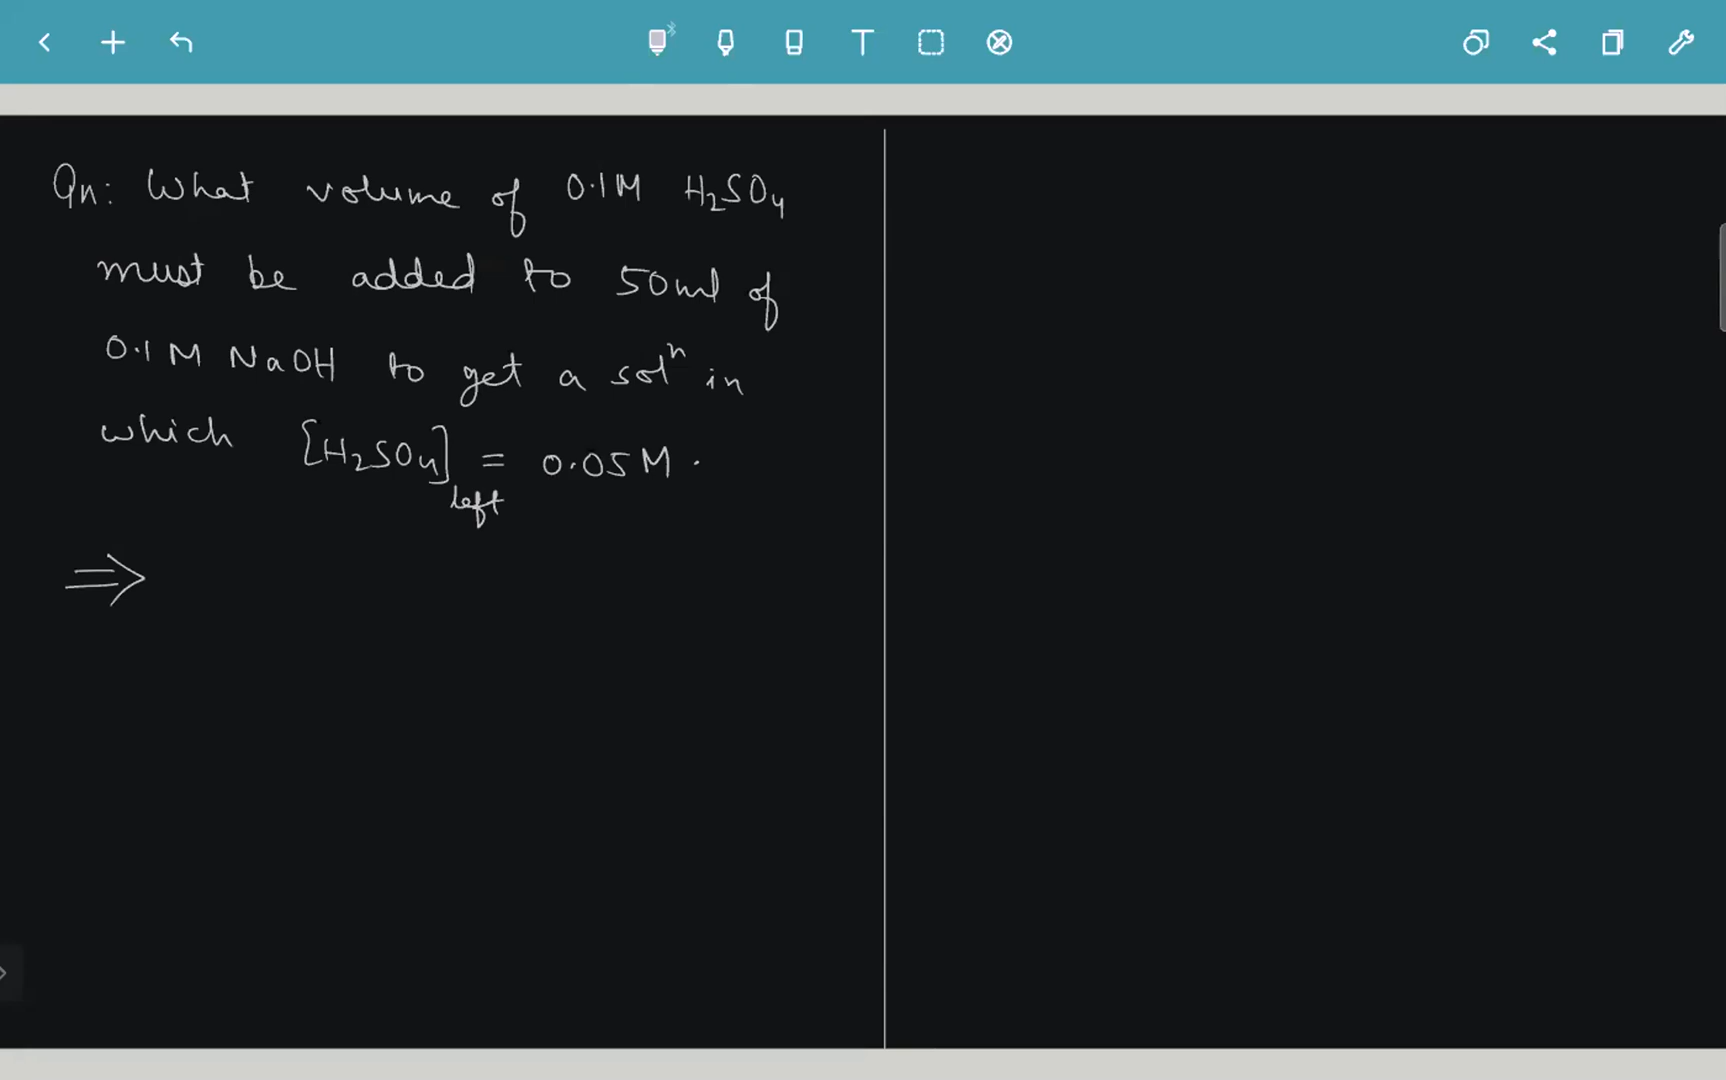 Qn: What volume of 0.1M H₂SO₄
must be added to 50ml of
0.1M NaOH to get a solⁿ in
which [H₂SO₄]left = 0.05M.
⇒